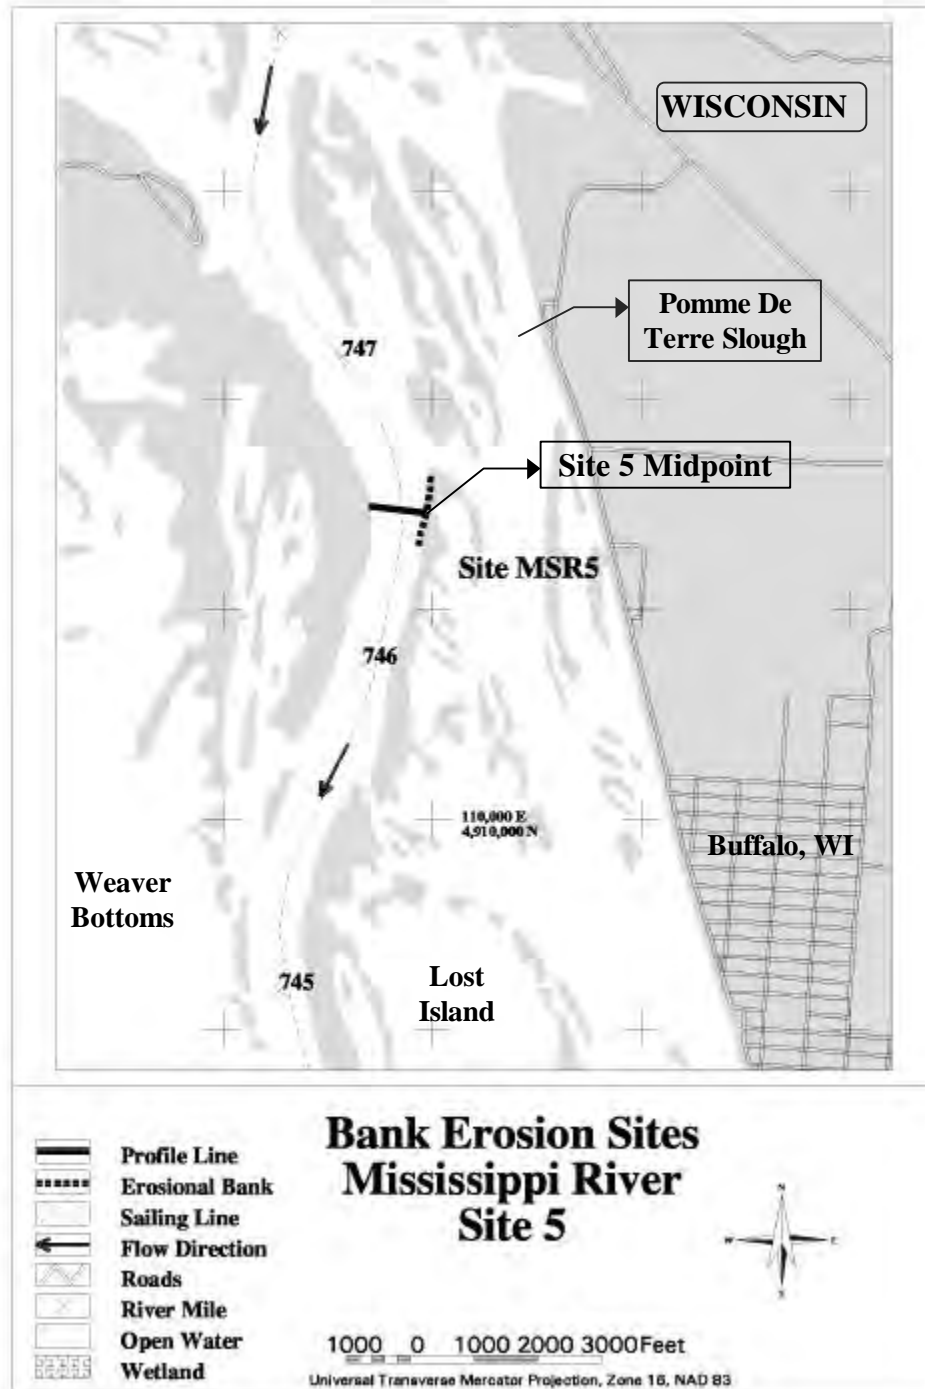 WISCONSIN
Pomme De
Terre Slough
747
Site 5 Midpoint
Site MSR5
746
110,000 E
4,910,000 N
Buffalo, WI
Weaver
Bottoms
Lost
Island
745
Bank Erosion Sites
Mississippi River
Site 5
Profile Line
Erosional Bank
Sailing Line
Flow Direction
Roads
River Mile
Open Water
Wetland
N
W
E
S
1000 0 1000 2000 3000 Feet
Universal Transverse Mercator Projection, Zone 16, NAD 83